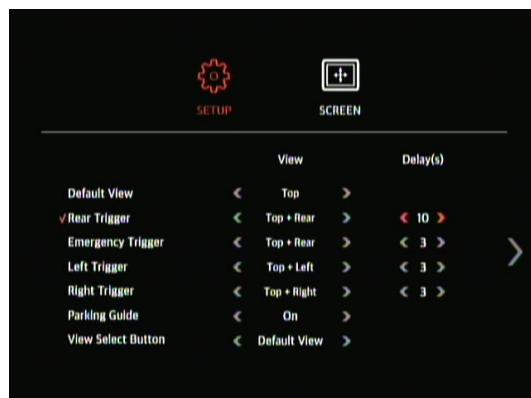 SETUP SCREEN
View Delay(s)
Default View < Top >
✓Rear Trigger < Top + Rear > < 10 >
Emergency Trigger < Top + Rear > < 3 >
Left Trigger < Top + Left > < 3 >
Right Trigger < Top + Right > < 3 >
Parking Guide < On >
View Select Button < Default View >